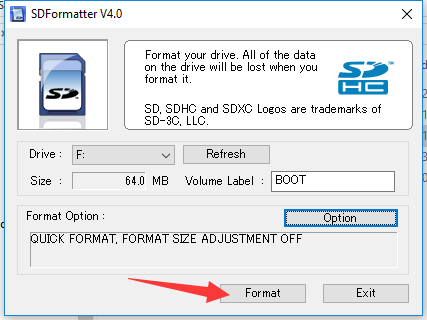 SDFormatter V4.0
Format your drive. All of the data
on the drive will be lost when you
format it.
SD, SDHC and SDXC Logos are trademarks of
SD-3C, LLC.
SD
SD
HC
Drive : F: Refresh
Size : 64.0 MB Volume Label : BOOT
Format Option : Option
QUICK FORMAT, FORMAT SIZE ADJUSTMENT OFF
Format Exit